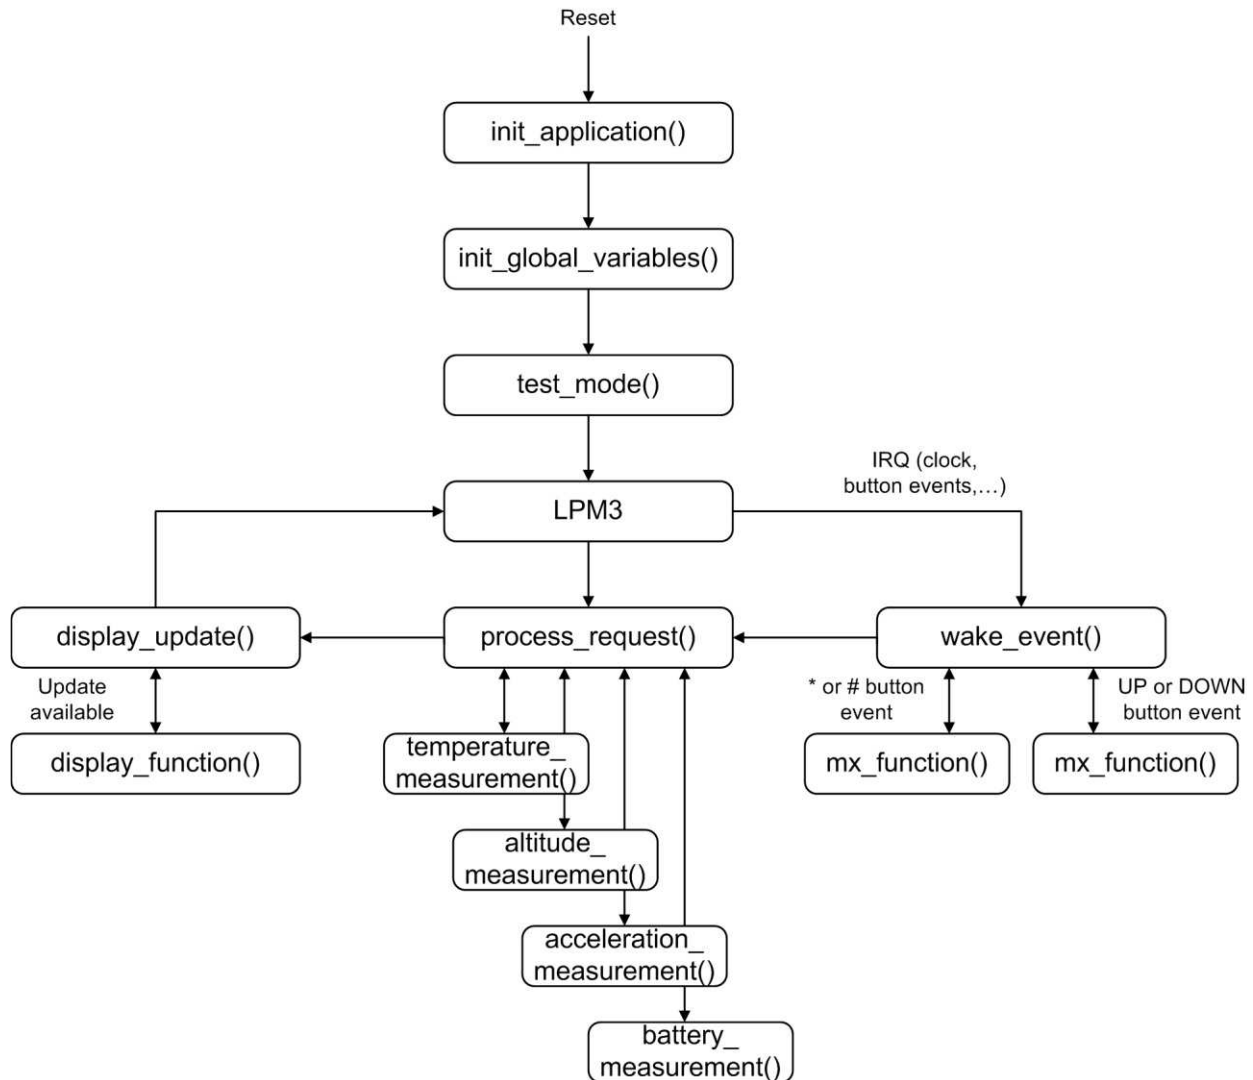 Reset
init_application()
init_global_variables()
test_mode()
IRQ (clock,
button events,…)
LPM3
display_update()
process_request()
wake_event()
Update
available
* or # button
event
UP or DOWN
button event
display_function()
temperature_
measurement()
mx_function()
mx_function()
altitude_
measurement()
acceleration_
measurement()
battery_
measurement()